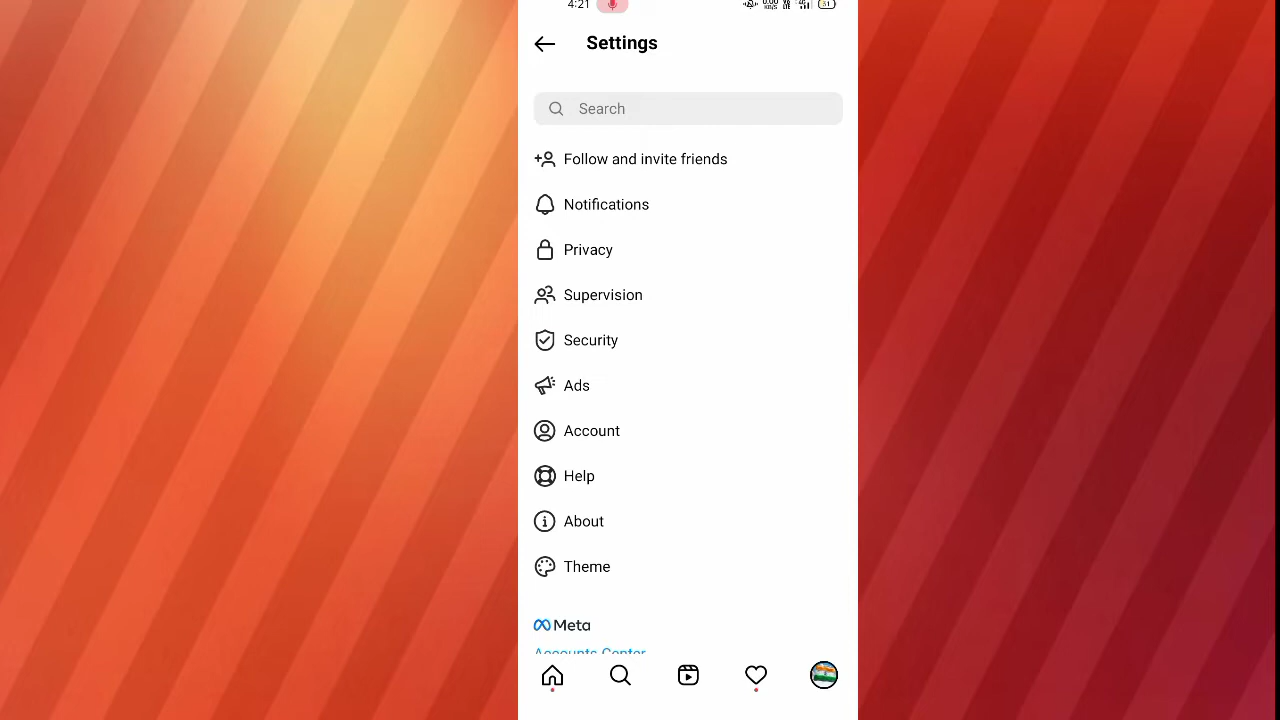 4:21
Settings
Search
Follow and invite friends
Notifications
Privacy
Supervision
Security
Ads
Account
Help
About
Theme
Meta
Accounts Center